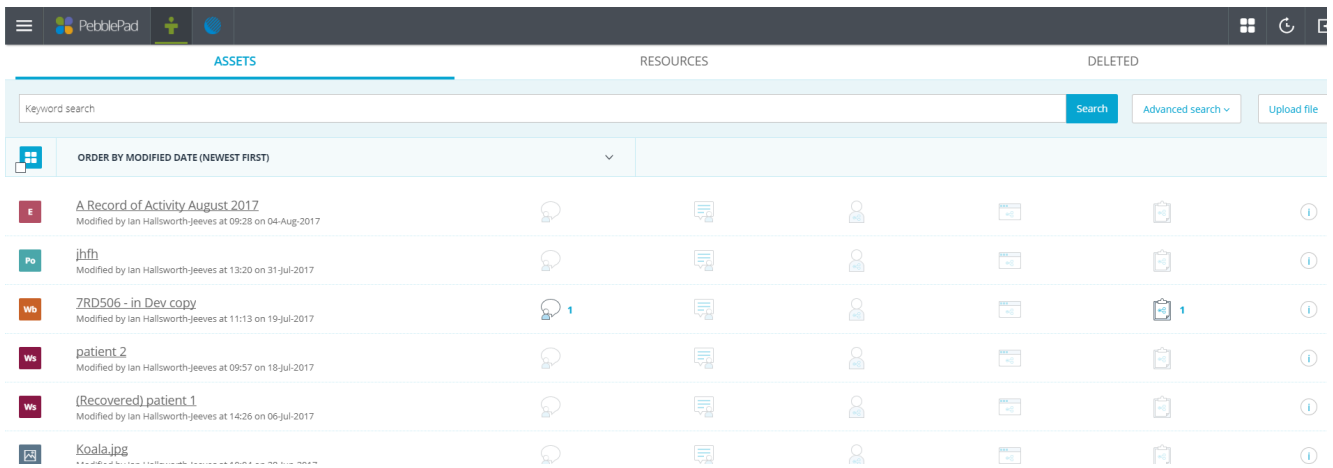 PebblePad
ASSETS RESOURCES DELETED
Keyword search Search Advanced search Upload file
ORDER BY MODIFIED DATE (NEWEST FIRST)
E A Record of Activity August 2017
Modified by Ian Hallsworth-Jeeves at 09:28 on 04-Aug-2017
Po jhfh
Modified by Ian Hallsworth-Jeeves at 13:20 on 31-Jul-2017
Wb 7RD506 - in Dev copy 1 1
Modified by Ian Hallsworth-Jeeves at 11:13 on 19-Jul-2017
Ws patient 2
Modified by Ian Hallsworth-Jeeves at 09:57 on 18-Jul-2017
Ws (Recovered) patient 1
Modified by Ian Hallsworth-Jeeves at 14:26 on 06-Jul-2017
Koala.jpg